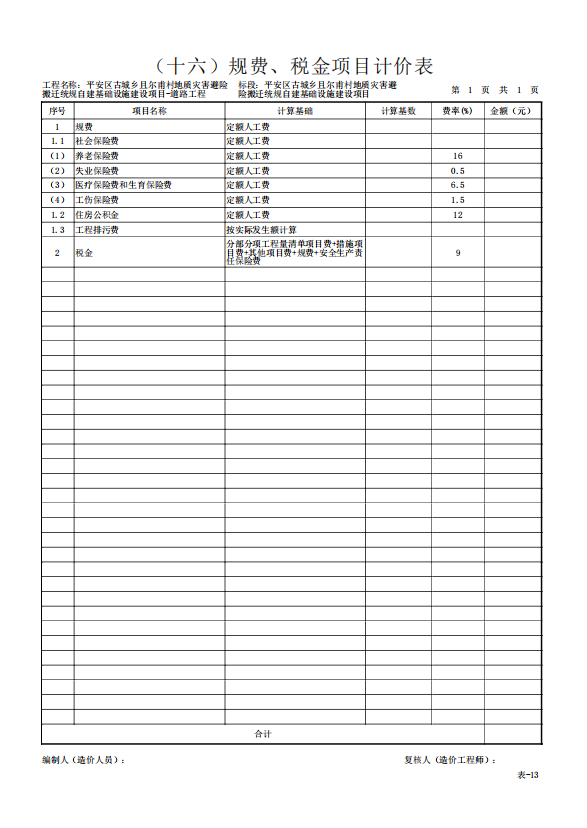 （十六）规费、税金项目计价表
工程名称：平安区古城乡且尔甫村地质灾害避险 标段：平安区古城乡且尔甫村地质灾害避
搬迁统规自建基础设施建设项目-道路工程 险搬迁统规自建基础设施建设项目 第 1 页 共 1 页
序号 项目名称 计算基础 计算基数 费率(%) 金额（元）
1 规费 定额人工费
1.1 社会保险费 定额人工费
（1） 养老保险费 定额人工费 16
（2） 失业保险费 定额人工费 0.5
（3） 医疗保险费和生育保险费 定额人工费 6.5
（4） 工伤保险费 定额人工费 1.5
1.2 住房公积金 定额人工费 12
1.3 工程排污费 按实际发生额计算
2 税金 分部分项工程量清单项目费+措施项
目费+其他项目费+规费+安全生产责 9
任保险费
合计
编制人（造价人员）： 复核人（造价工程师）：
表-13